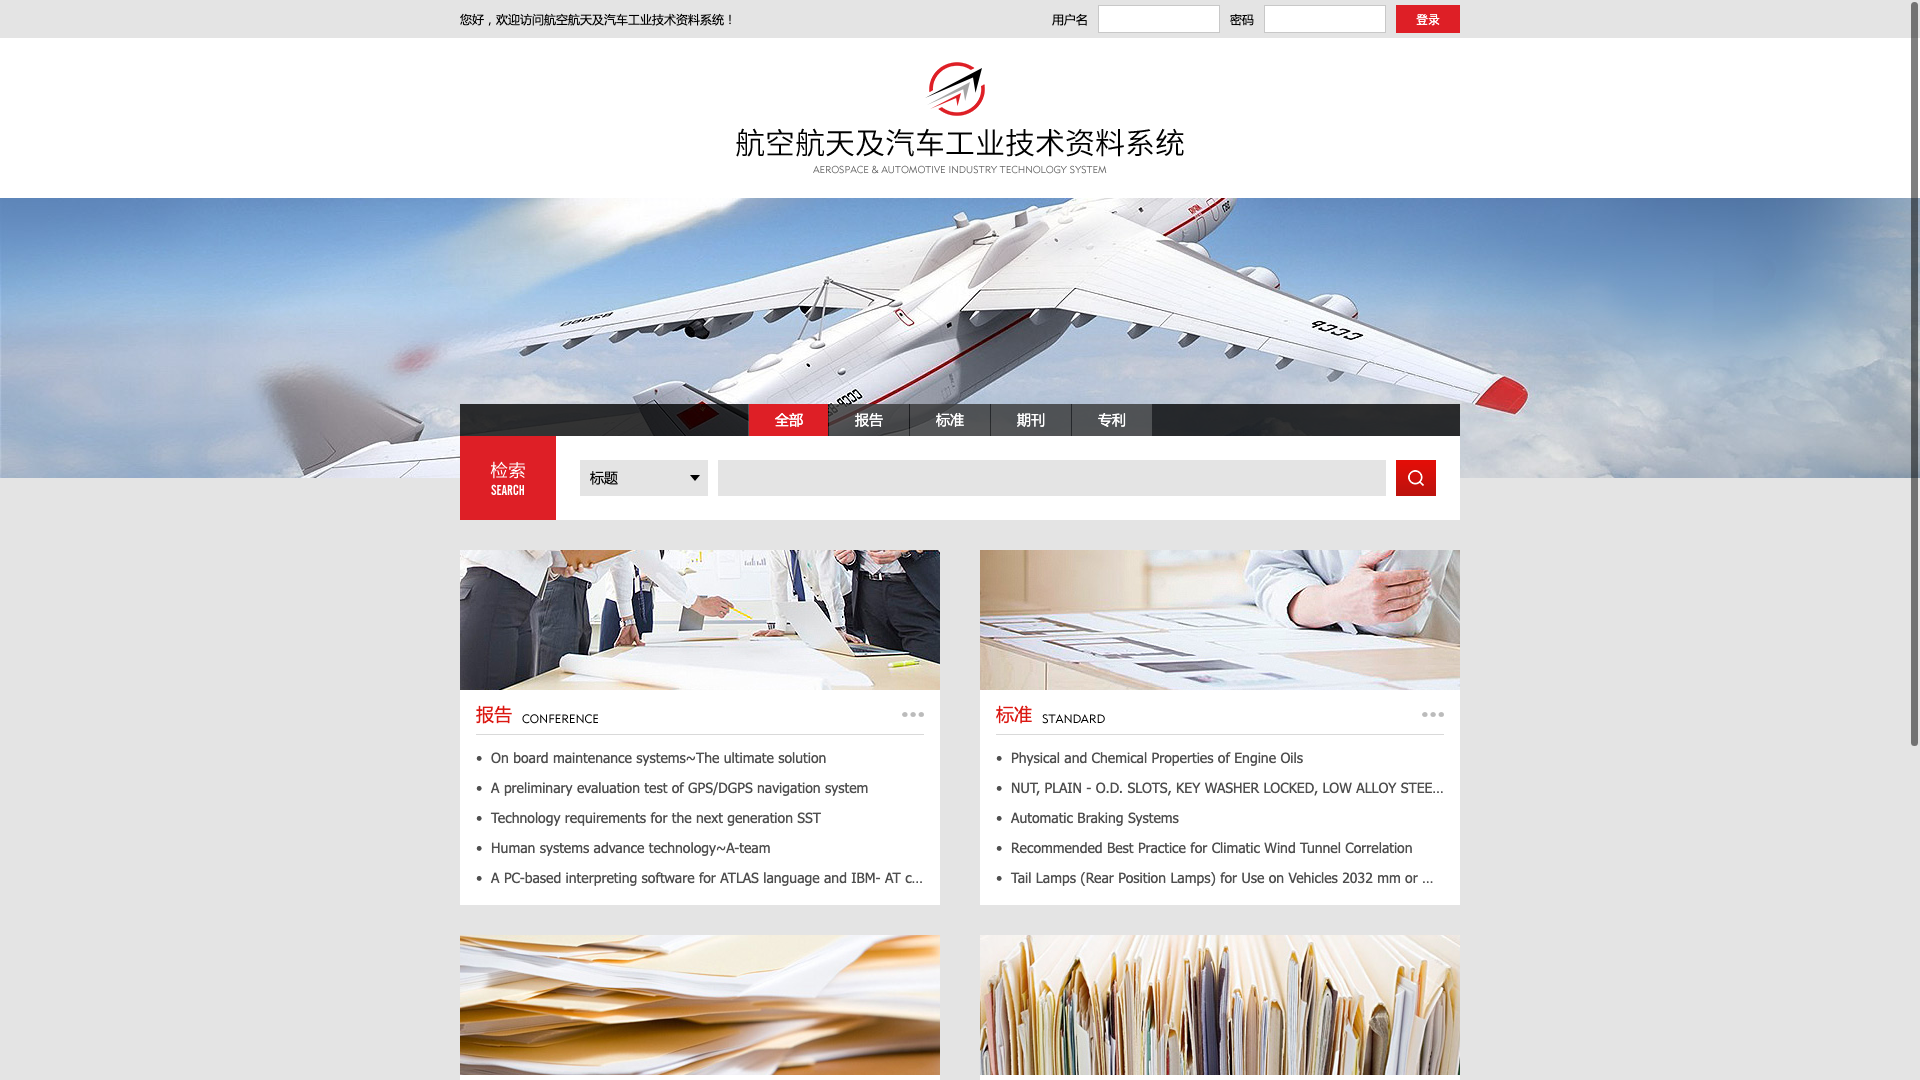 您好，欢迎访问航空航天及汽车工业技术资料系统！
用户名 密码 登录
航空航天及汽车工业技术资料系统
AEROSPACE & AUTOMOTIVE INDUSTRY TECHNOLOGY SYSTEM
全部 报告 标准 期刊 专利
检索
SEARCH
标题
报告 CONFERENCE
On board maintenance systems~The ultimate solution
A preliminary evaluation test of GPS/DGPS navigation system
Technology requirements for the next generation SST
Human systems advance technology~A-team
A PC-based interpreting software for ATLAS language and IBM- AT c...
标准 STANDARD
Physical and Chemical Properties of Engine Oils
NUT, PLAIN - O.D. SLOTS, KEY WASHER LOCKED, LOW ALLOY STEE...
Automatic Braking Systems
Recommended Best Practice for Climatic Wind Tunnel Correlation
Tail Lamps (Rear Position Lamps) for Use on Vehicles 2032 mm or ...